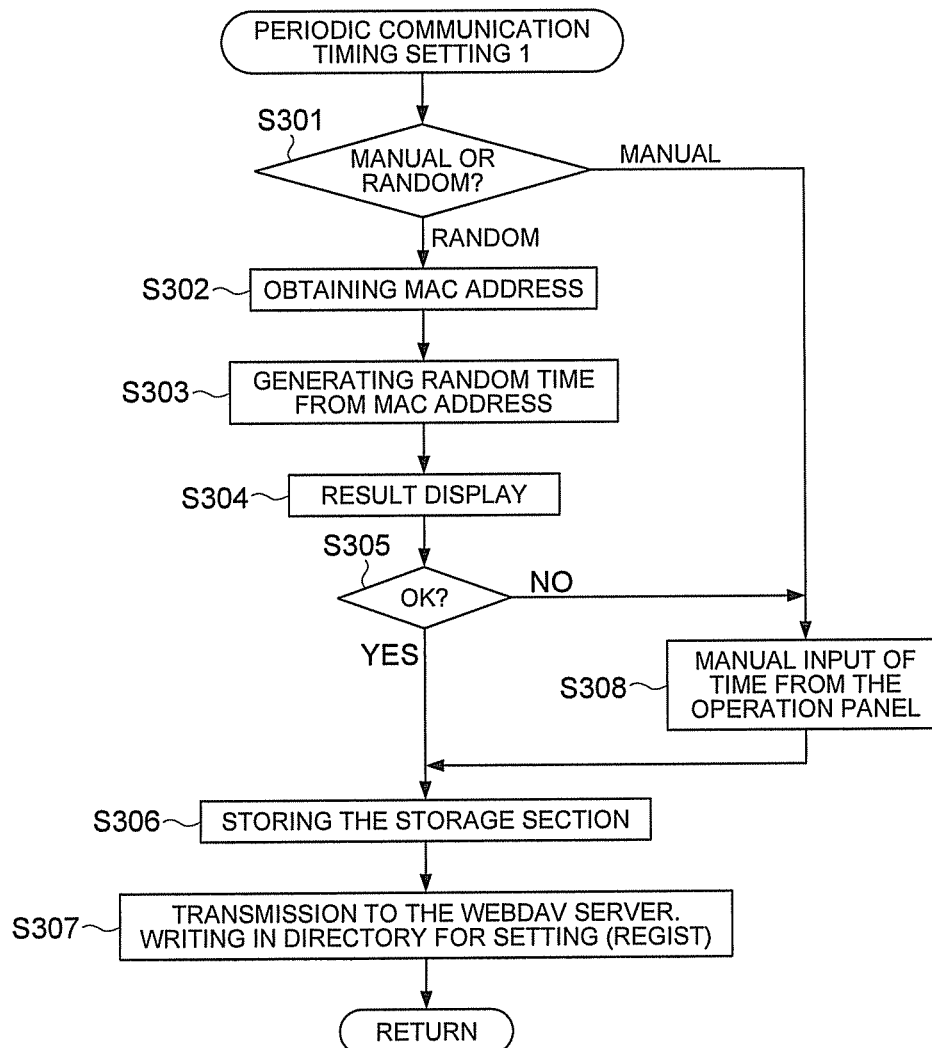 PERIODIC COMMUNICATION
TIMING SETTING 1
S301
MANUAL OR
RANDOM?
MANUAL
RANDOM
S302
OBTAINING MAC ADDRESS
S303
GENERATING RANDOM TIME
FROM MAC ADDRESS
S304
RESULT DISPLAY
S305
OK?
NO
YES
S308
MANUAL INPUT OF
TIME FROM THE
OPERATION PANEL
S306
STORING THE STORAGE SECTION
S307
TRANSMISSION TO THE WEBDAV SERVER.
WRITING IN DIRECTORY FOR SETTING (REGIST)
RETURN